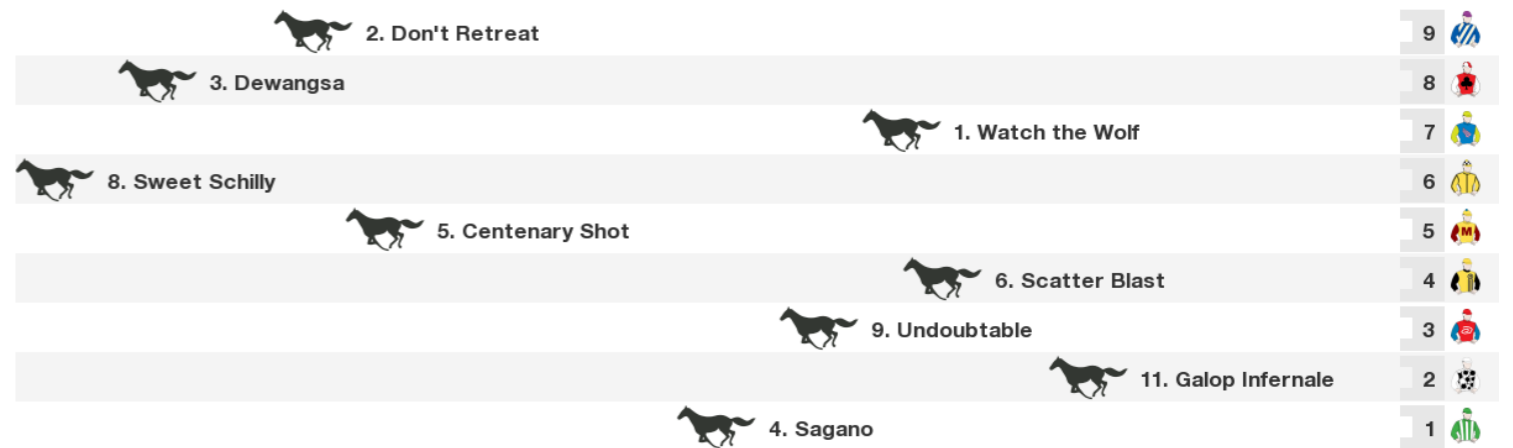 2. Don't Retreat 9
3. Dewangsa 8
1. Watch the Wolf 7
8. Sweet Schilly 6
5. Centenary Shot 5
M
6. Scatter Blast 4
9. Undoubtable 3
11. Galop Infernale 2
4. Sagano 1